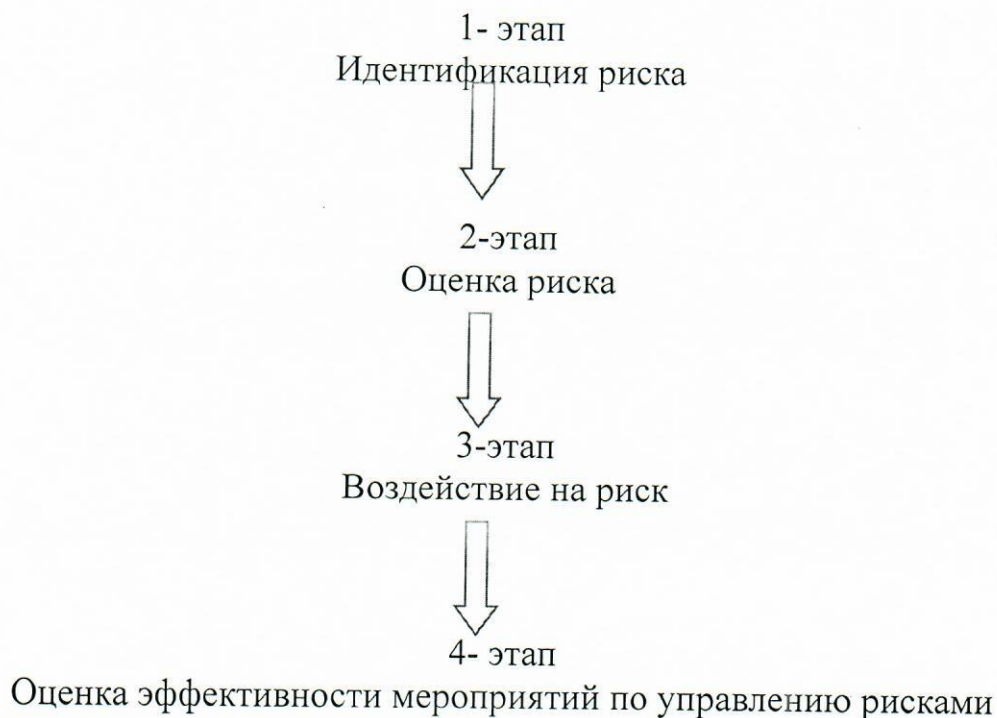 1- этап
Идентификация риска
2-этап
Оценка риска
3-этап
Воздействие на риск
4- этап
Оценка эффективности мероприятий по управлению рисками